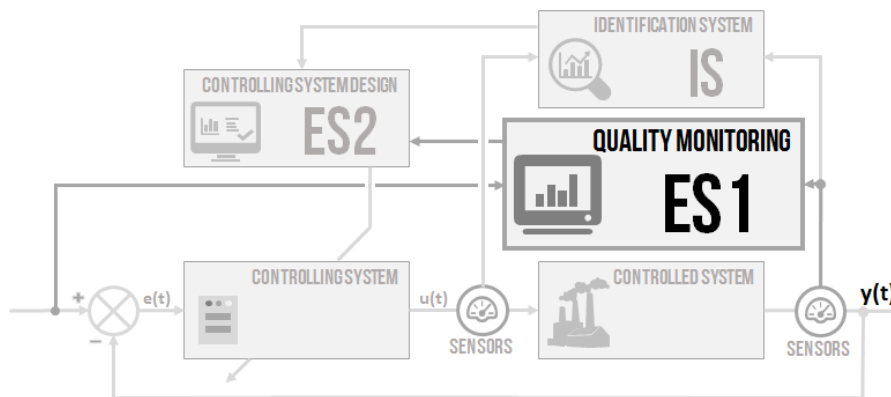 IDENTIFICATION SYSTEM
IS
CONTROLLING SYSTEM DESIGN
ES2
QUALITY MONITORING
ES1
CONTROLLING SYSTEM
CONTROLLED SYSTEM
+
e(t)
u(t)
y(t)
−
SENSORS
SENSORS